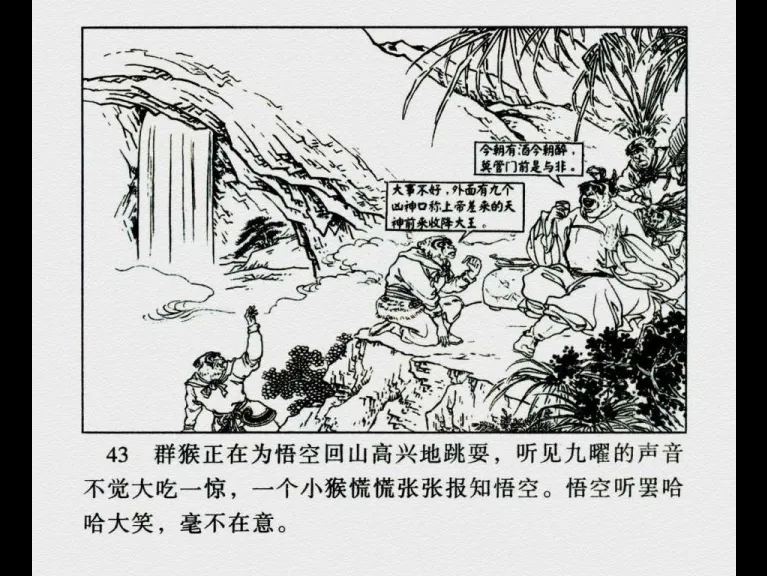 今朝有酒今朝醉，
莫管门前是与非。
大事不好，外面有九个
凶神口称上帝差来的天
神前来收降大王。
43 群猴正在为悟空回山高兴地跳耍，听见九曜的声音
不觉大吃一惊，一个小猴慌慌张张报知悟空。悟空听罢哈
哈大笑，毫不在意。